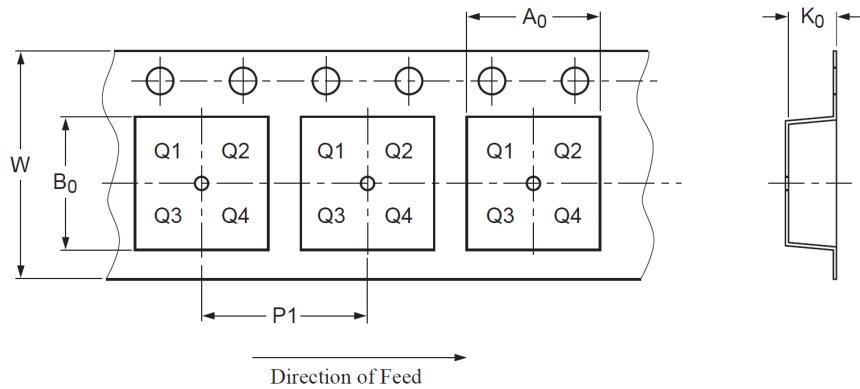 A0
K0
W
B0
Q1 Q2 Q1 Q2 Q1 Q2
Q3 Q4 Q3 Q4 Q3 Q4
P1
Direction of Feed